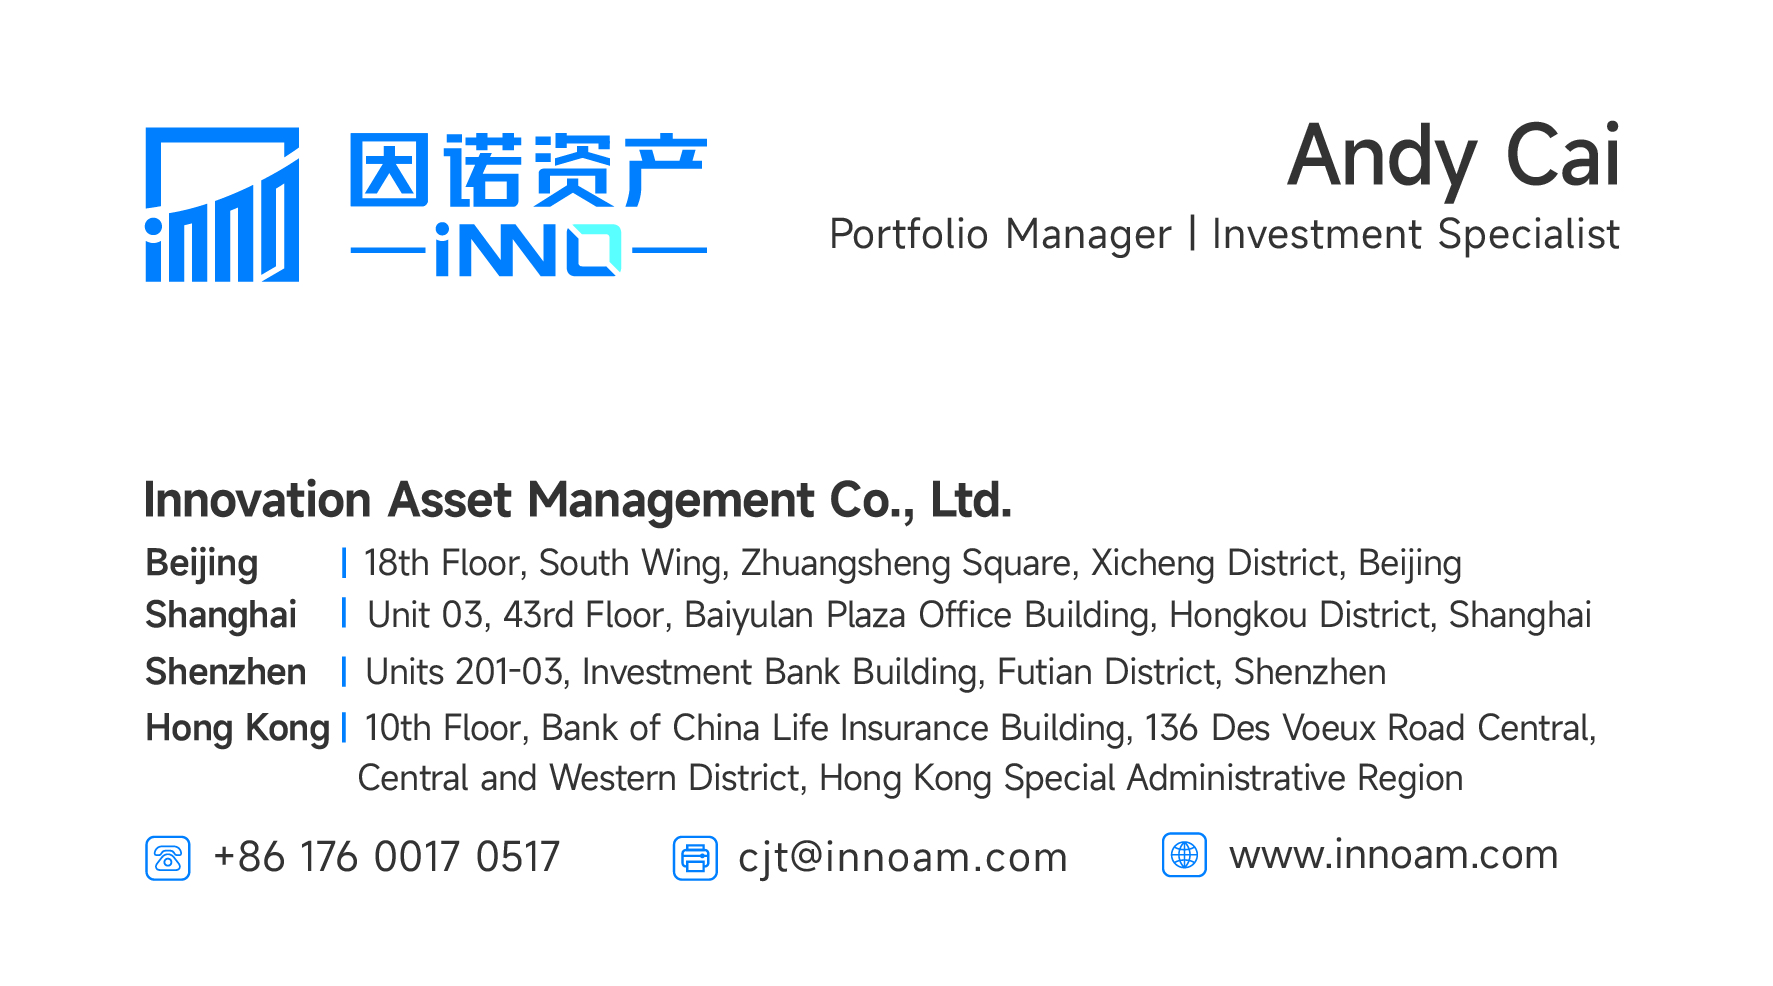 inno
因诺资产
iNNO
Andy Cai
Portfolio Manager | Investment Specialist
Innovation Asset Management Co., Ltd.
Beijing | 18th Floor, South Wing, Zhuangsheng Square, Xicheng District, Beijing
Shanghai | Unit 03, 43rd Floor, Baiyulan Plaza Office Building, Hongkou District, Shanghai
Shenzhen | Units 201-03, Investment Bank Building, Futian District, Shenzhen
Hong Kong | 10th Floor, Bank of China Life Insurance Building, 136 Des Voeux Road Central,
Central and Western District, Hong Kong Special Administrative Region
+86 176 0017 0517
cjt@innoam.com
www.innoam.com